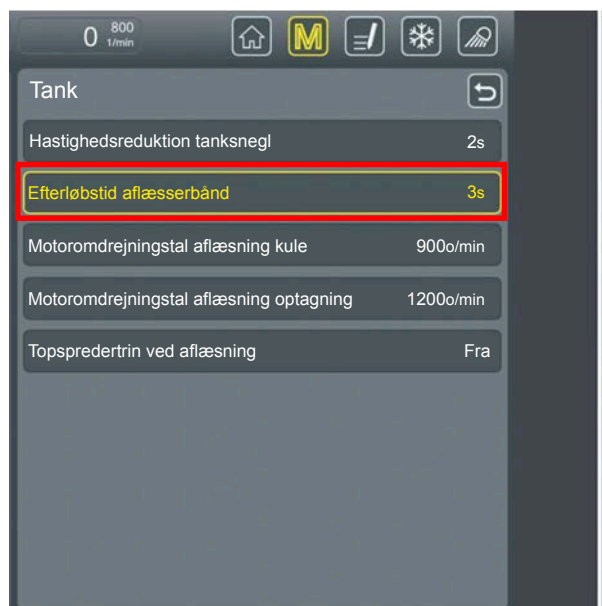 0 800 1/min M
Tank
Hastighedsreduktion tanksnegl 2s
Efterløbstid aflæsserbånd 3s
Motoromdrejningstal aflæsning kule 900o/min
Motoromdrejningstal aflæsning optagning 1200o/min
Topspredertrin ved aflæsning Fra